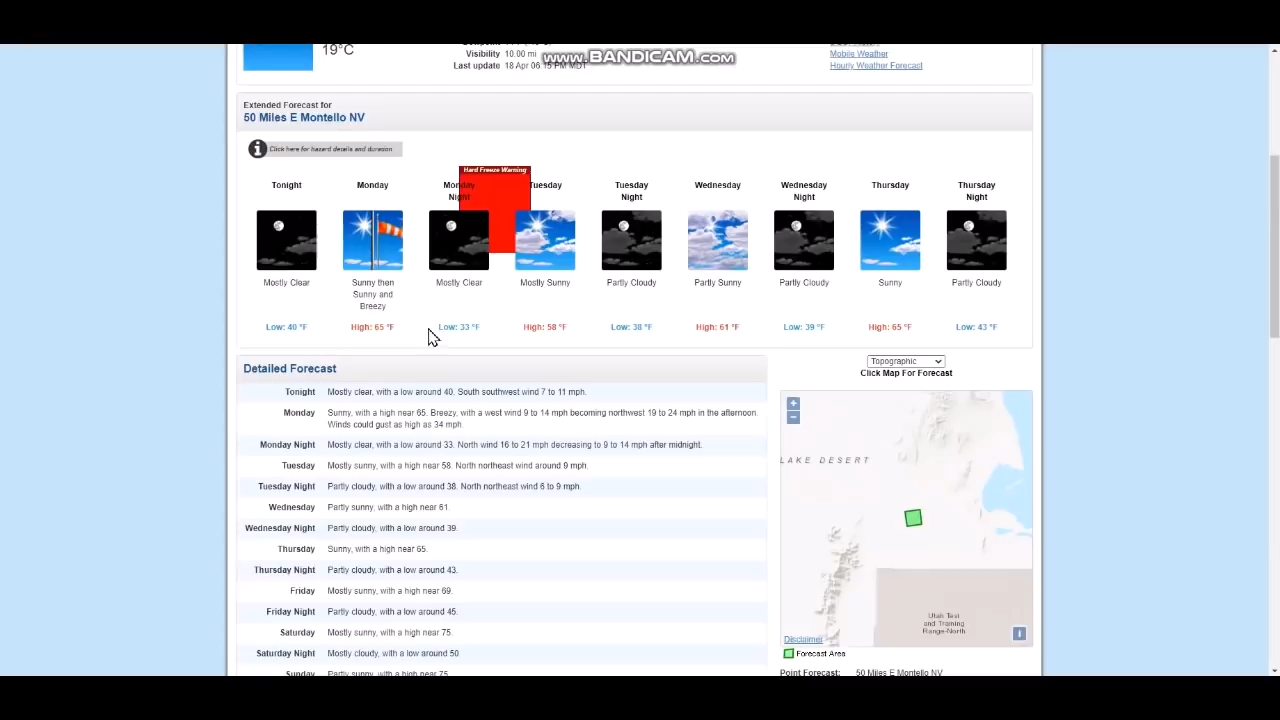 19°C
Visibility 10.00 mi
Last update 18 Apr 06:15 PM MDT
www.BANDICAM.com
Mobile Weather
Hourly Weather Forecast
Extended Forecast for
50 Miles E Montello NV
Click here for hazard details and duration
Hard Freeze Warning
Tonight
Monday
Monday Night
Tuesday
Tuesday Night
Wednesday
Wednesday Night
Thursday
Thursday Night
Mostly Clear
Sunny then Sunny and Breezy
Mostly Clear
Mostly Sunny
Partly Cloudy
Partly Sunny
Partly Cloudy
Sunny
Partly Cloudy
Low: 40 °F
High: 65 °F
Low: 33 °F
High: 58 °F
Low: 38 °F
High: 61 °F
Low: 39 °F
High: 65 °F
Low: 43 °F
Detailed Forecast
Tonight Mostly clear, with a low around 40. South southwest wind 7 to 11 mph.
Monday Sunny, with a high near 65. Breezy, with a west wind 9 to 14 mph becoming northwest 19 to 24 mph in the afternoon.
Winds could gust as high as 34 mph.
Monday Night Mostly clear, with a low around 33. North wind 16 to 21 mph decreasing to 9 to 14 mph after midnight.
Tuesday Mostly sunny, with a high near 58. North northeast wind around 9 mph.
Tuesday Night Partly cloudy, with a low around 38. North northeast wind 6 to 9 mph.
Wednesday Partly sunny, with a high near 61.
Wednesday Night Partly cloudy, with a low around 39.
Thursday Sunny, with a high near 65.
Thursday Night Partly cloudy, with a low around 43.
Friday Mostly sunny, with a high near 69.
Friday Night Partly cloudy, with a low around 45.
Saturday Mostly sunny, with a high near 75.
Saturday Night Mostly cloudy, with a low around 50.
Sunday Partly sunny, with a high near 75.
Topographic
Click Map For Forecast
+
−
LAKE DESERT
Utah Test
and Training
Range-North
i
Disclaimer
Forecast Area
Point Forecast: 50 Miles E Montello NV